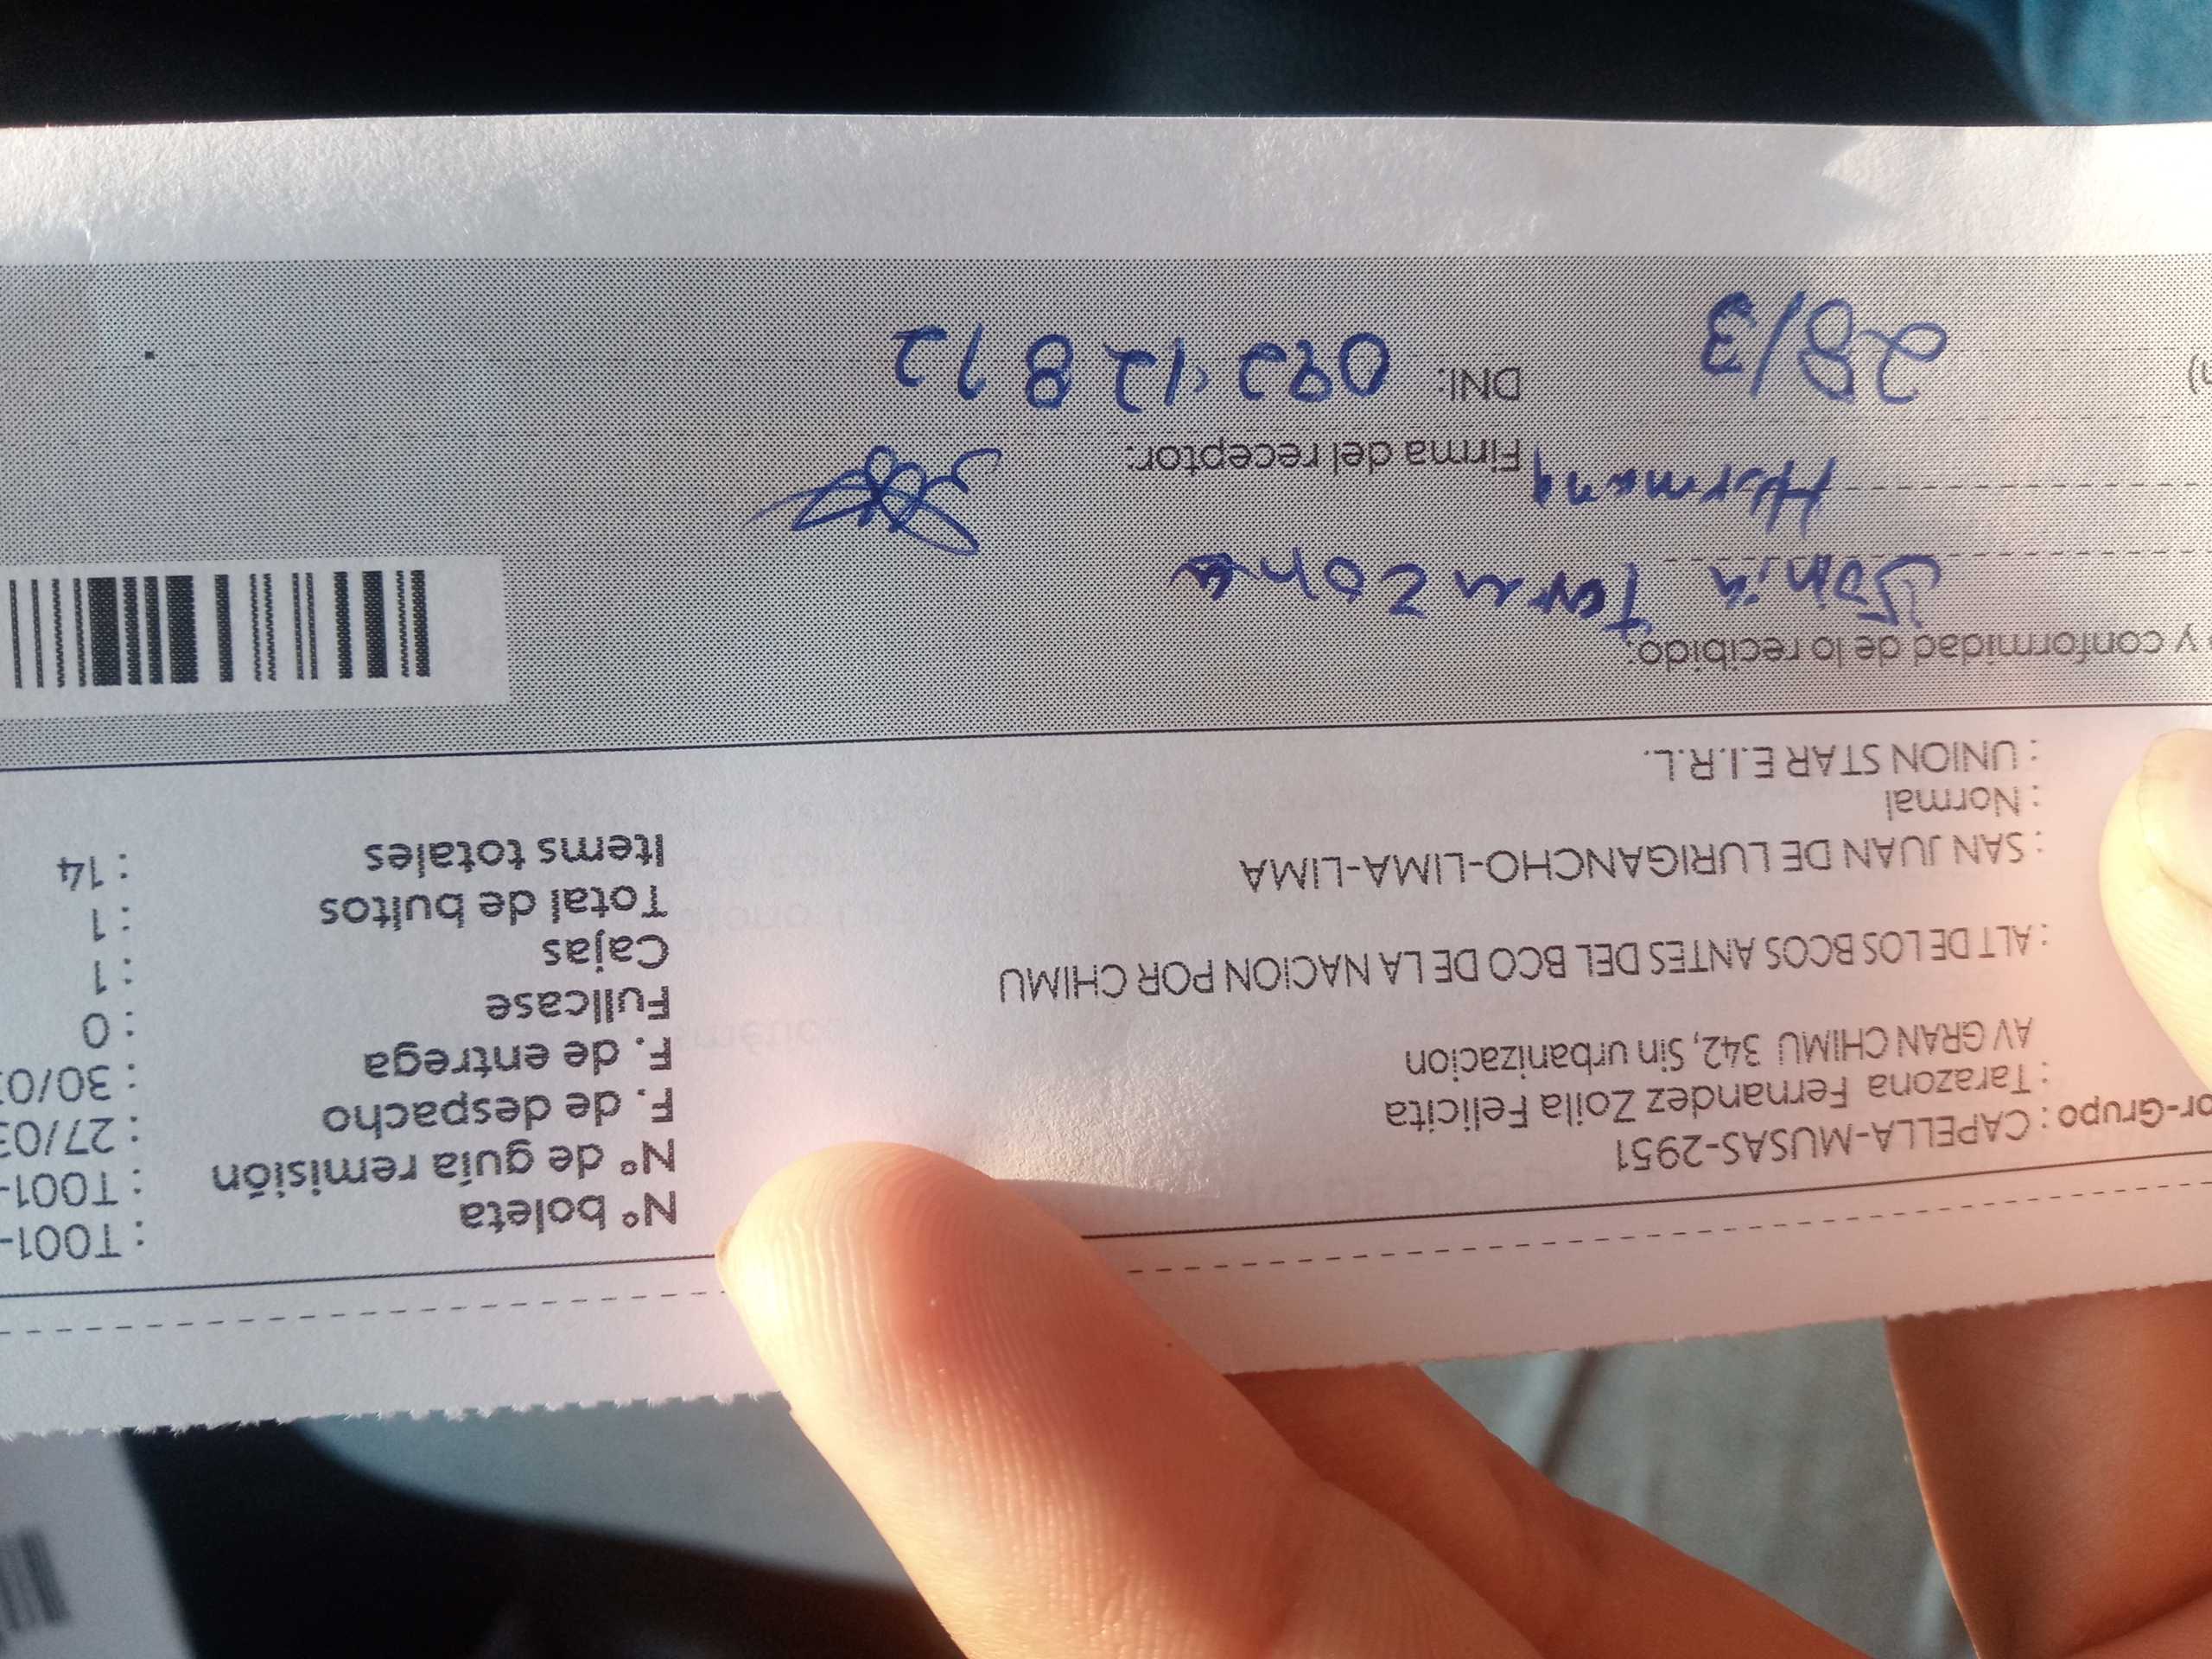 or-Grupo : CAPELLA-MUSAS-2951
: Tarazona Fernandez Zoila Felicita
AV GRAN CHIMU 342, Sin urbanizacion
: ALT DE LOS BCOS ANTES DEL BCO DE LA NACION POR CHIMU
: SAN JUAN DE LURIGANCHO-LIMA-LIMA
: Normal
: UNION STAR E.I.R.L.
N° boleta : T001-
N° de guía remisión : T001-
F. de despacho : 27/03
F. de entrega : 30/03
Fullcase : 0
Cajas : 1
Total de bultos : 1
Items totales : 14
y conformidad de lo recibido:
Sonia Tarazona
Hermana
Firma del receptor:
28/3
DNI: